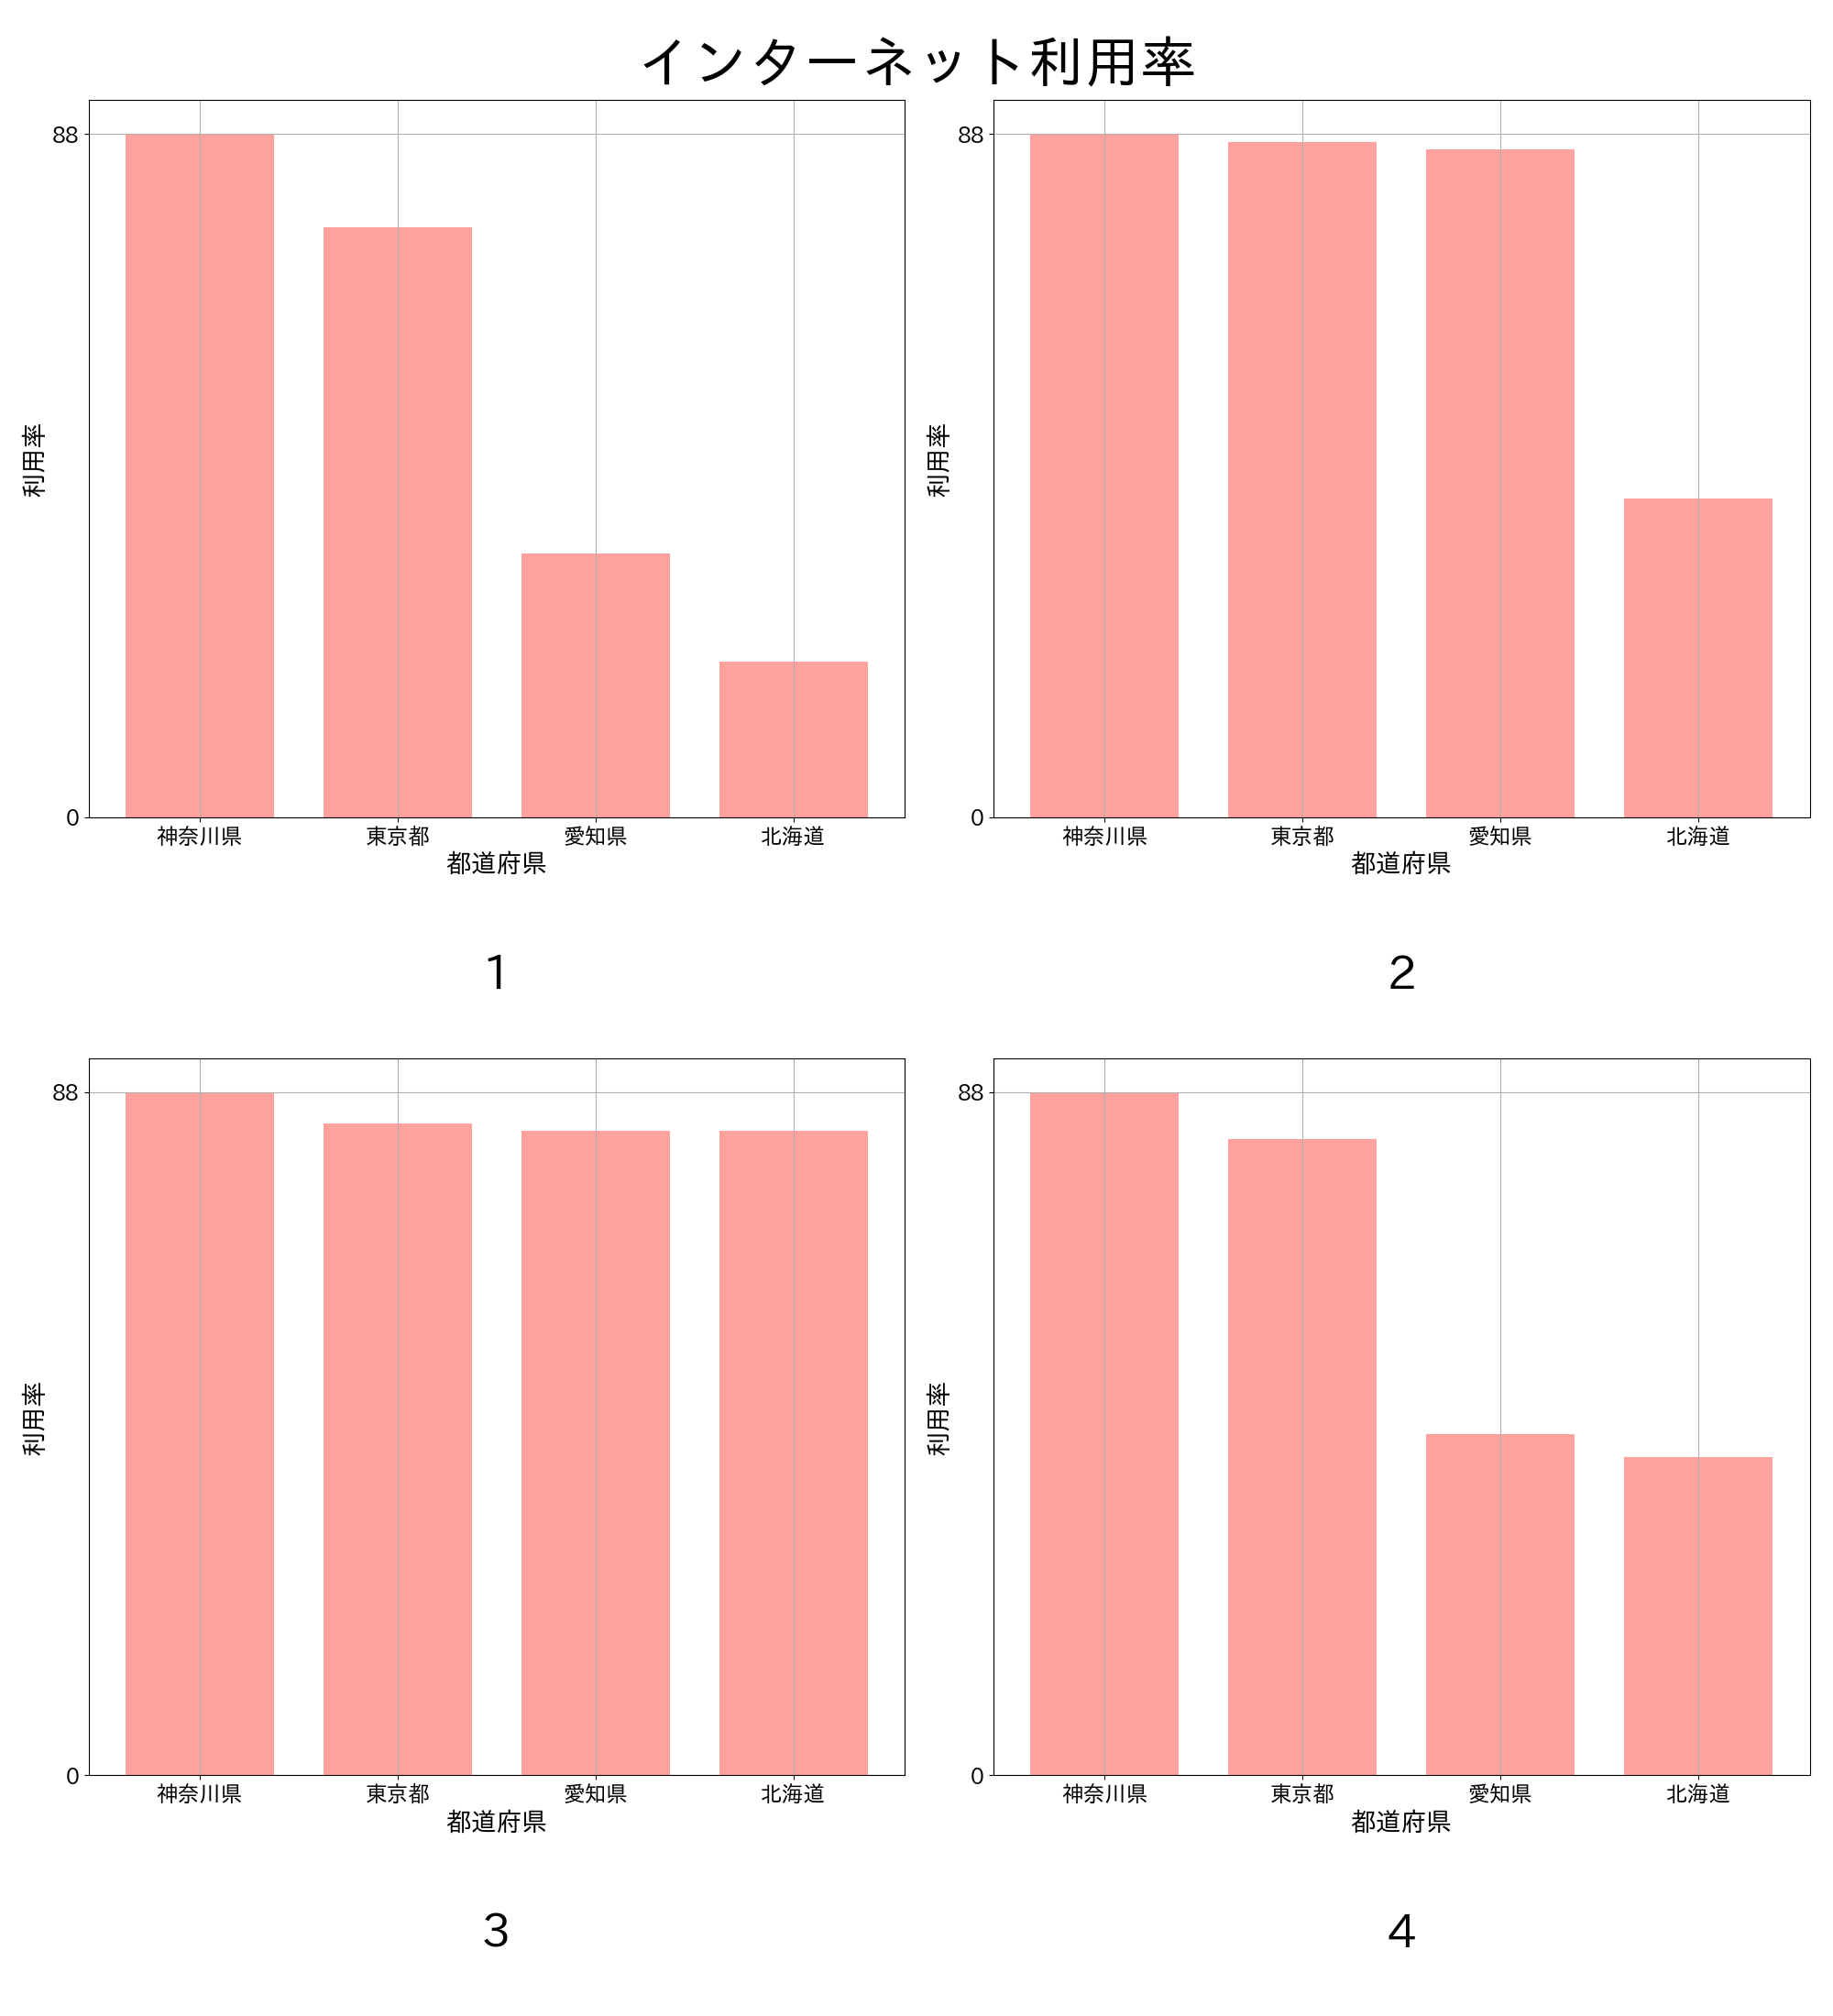 インターネット利用率
88
0
利用率
神奈川県 東京都 愛知県 北海道
都道府県
1
88
0
利用率
神奈川県 東京都 愛知県 北海道
都道府県
2
88
0
利用率
神奈川県 東京都 愛知県 北海道
都道府県
3
88
0
利用率
神奈川県 東京都 愛知県 北海道
都道府県
4